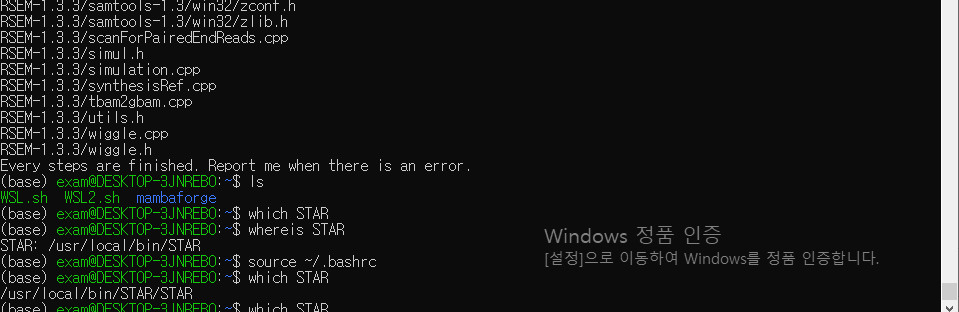 RSEM-1.3.3/samtools-1.3/win32/zconf.h
RSEM-1.3.3/samtools-1.3/win32/zlib.h
RSEM-1.3.3/scanForPairedEndReads.cpp
RSEM-1.3.3/simul.h
RSEM-1.3.3/simulation.cpp
RSEM-1.3.3/synthesisRef.cpp
RSEM-1.3.3/tbam2gbam.cpp
RSEM-1.3.3/utils.h
RSEM-1.3.3/wiggle.cpp
RSEM-1.3.3/wiggle.h
Every steps are finished. Report me when there is an error.
(base) exam@DESKTOP-3JNREBO:~$ ls
WSL.sh WSL2.sh mambaforge
(base) exam@DESKTOP-3JNREBO:~$ which STAR
(base) exam@DESKTOP-3JNREBO:~$ whereis STAR
STAR: /usr/local/bin/STAR
(base) exam@DESKTOP-3JNREBO:~$ source ~/.bashrc
(base) exam@DESKTOP-3JNREBO:~$ which STAR
/usr/local/bin/STAR/STAR
(base) exam@DESKTOP-3JNREBO:~$ which STAR
Windows 정품 인증
[설정]으로 이동하여 Windows를 정품 인증합니다.